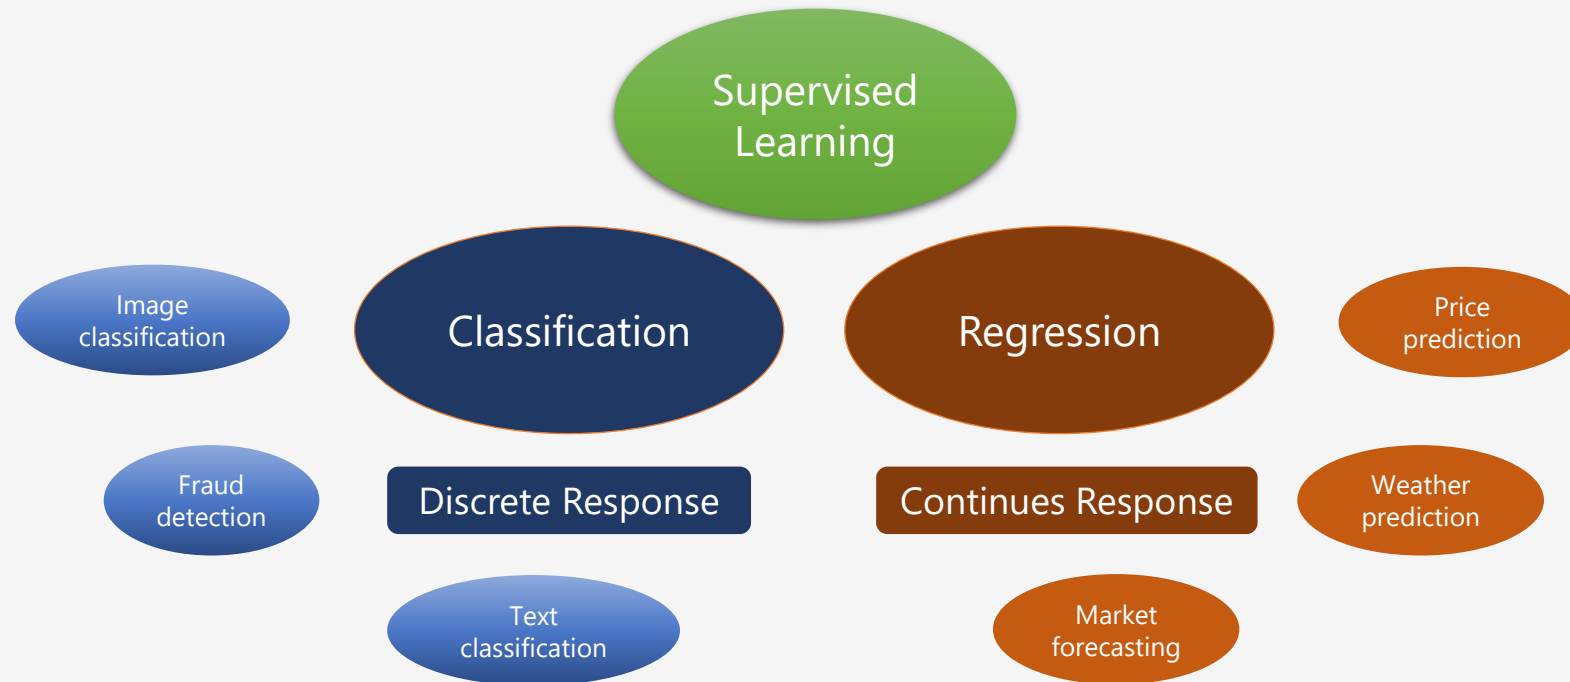 Supervised
Learning
Image
classification
Classification
Regression
Price
prediction
Fraud
detection
Discrete Response
Continues Response
Weather
prediction
Text
classification
Market
forecasting